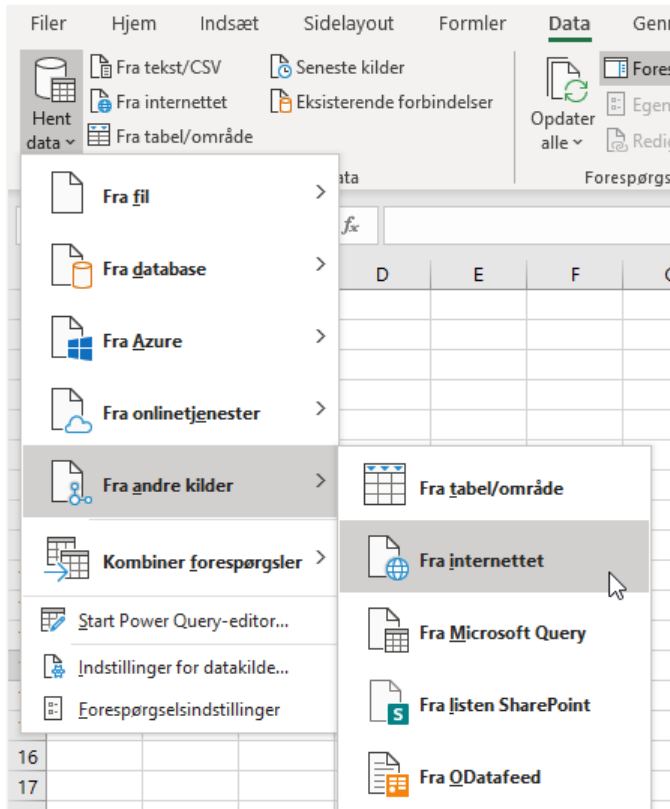 Filer Hjem Indsæt Sidelayout Formler Data
Hent data
Fra tekst/CSV
Fra internettet
Fra tabel/område
Seneste kilder
Eksisterende forbindelser
Opdater alle
fx
D E F
Fra fil
Fra database
Fra Azure
Fra onlinetjenester
Fra andre kilder
Kombiner forespørgsler
Start Power Query-editor...
Indstillinger for datakilde...
Forespørgselsindstillinger
Fra tabel/område
Fra internettet
Fra Microsoft Query
Fra listen SharePoint
Fra ODatafeed
16
17